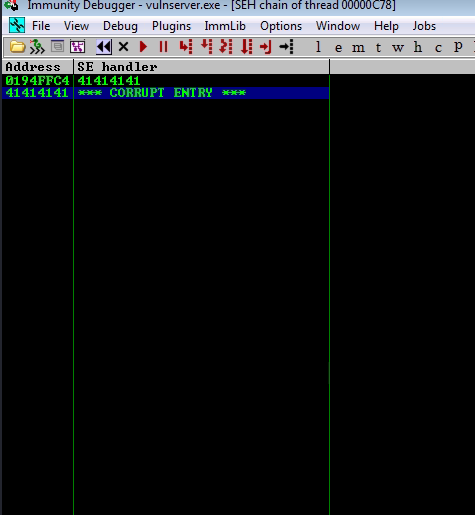 Immunity Debugger - vulnserver.exe - [SEH chain of thread 00000C78]
File View Debug Plugins ImmLib Options Window Help Jobs
l e m t w h c p
Address SE handler
0194FFC4 41414141
41414141 *** CORRUPT ENTRY ***